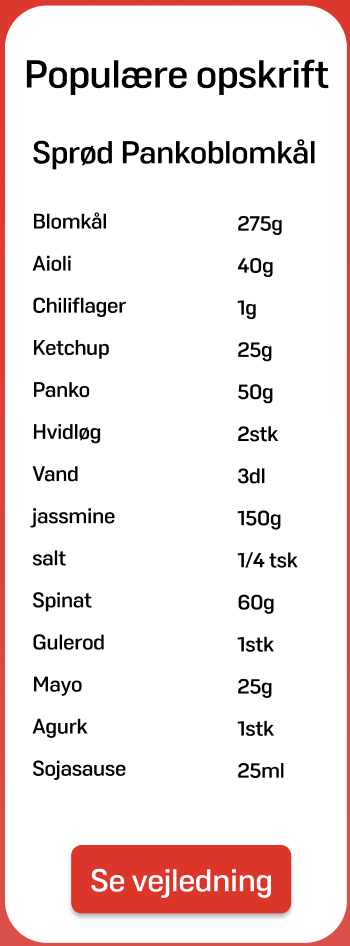 Populære opskrift
Sprød Pankoblomkål
Blomkål 275g
Aioli 40g
Chiliflager 1g
Ketchup 25g
Panko 50g
Hvidløg 2stk
Vand 3dl
jassmine 150g
salt 1/4 tsk
Spinat 60g
Gulerod 1stk
Mayo 25g
Agurk 1stk
Sojasause 25ml
Se vejledning